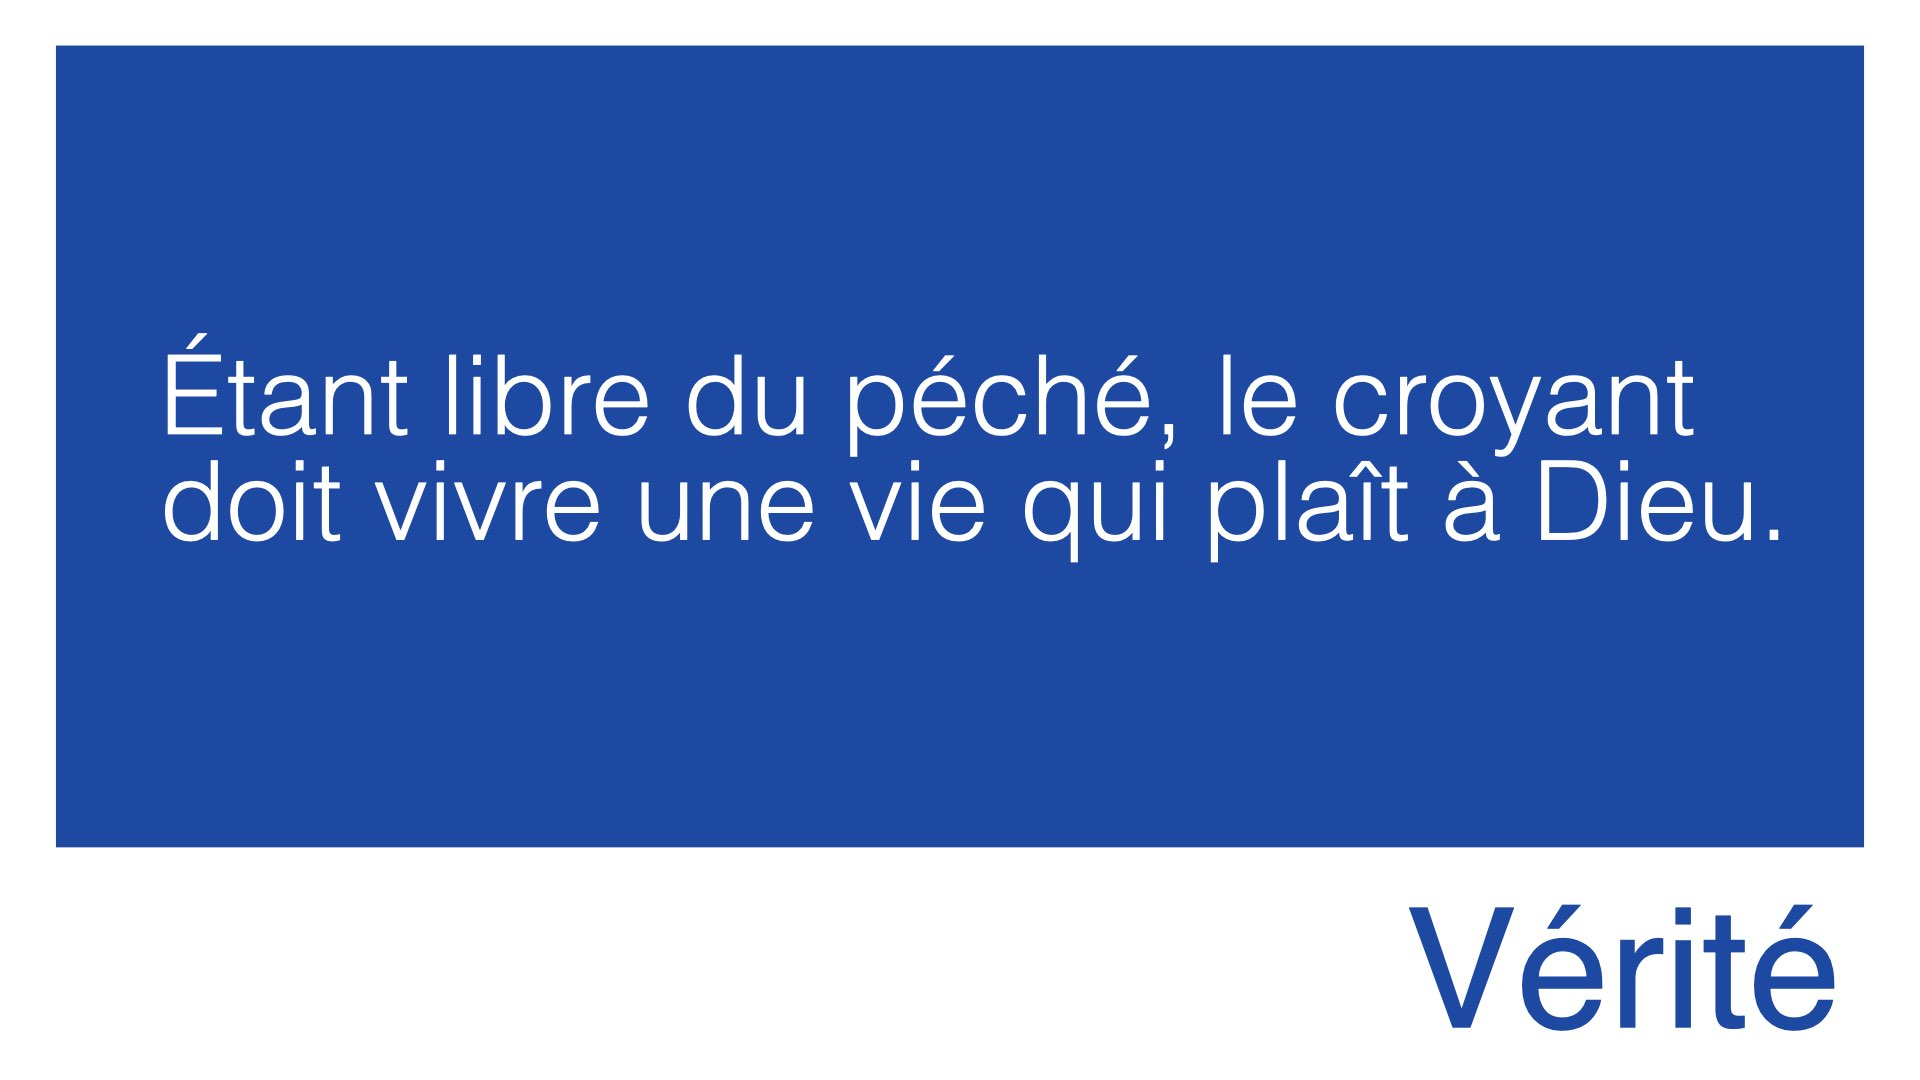 Étant libre du péché, le croyant
doit vivre une vie qui plaît à Dieu.
Vérité